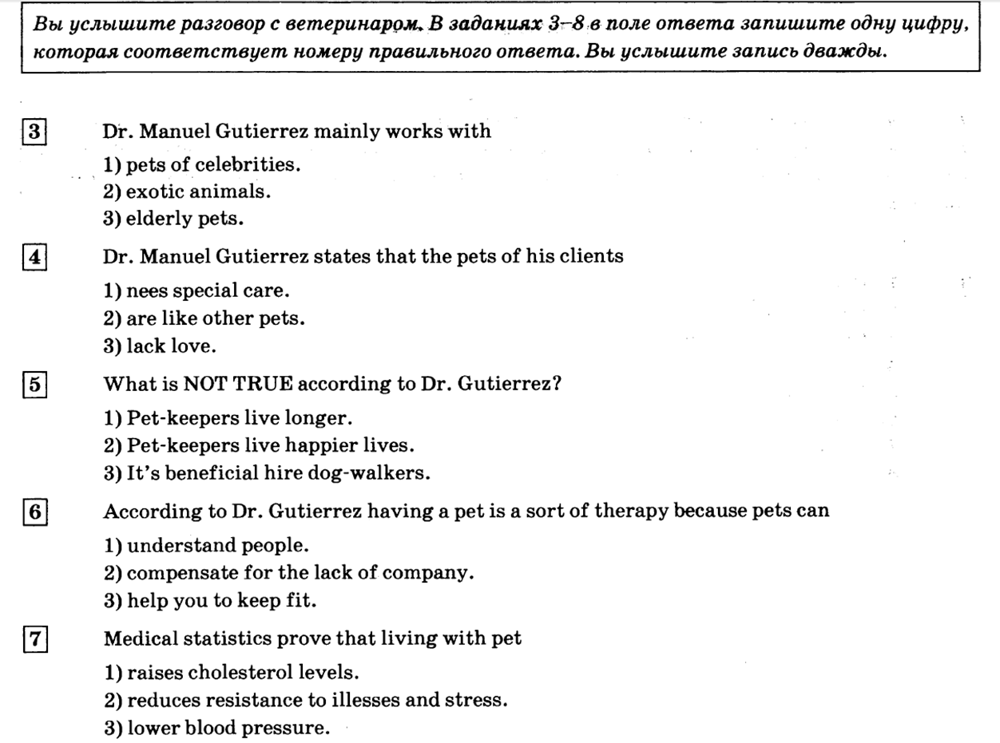 Вы услышите разговор с ветеринаром. В заданиях 3–8 в поле ответа запишите одну цифру,
которая соответствует номеру правильного ответа. Вы услышите запись дважды.
3 Dr. Manuel Gutierrez mainly works with
1) pets of celebrities.
2) exotic animals.
3) elderly pets.
4 Dr. Manuel Gutierrez states that the pets of his clients
1) nees special care.
2) are like other pets.
3) lack love.
5 What is NOT TRUE according to Dr. Gutierrez?
1) Pet-keepers live longer.
2) Pet-keepers live happier lives.
3) It's beneficial hire dog-walkers.
6 According to Dr. Gutierrez having a pet is a sort of therapy because pets can
1) understand people.
2) compensate for the lack of company.
3) help you to keep fit.
7 Medical statistics prove that living with pet
1) raises cholesterol levels.
2) reduces resistance to illesses and stress.
3) lower blood pressure.